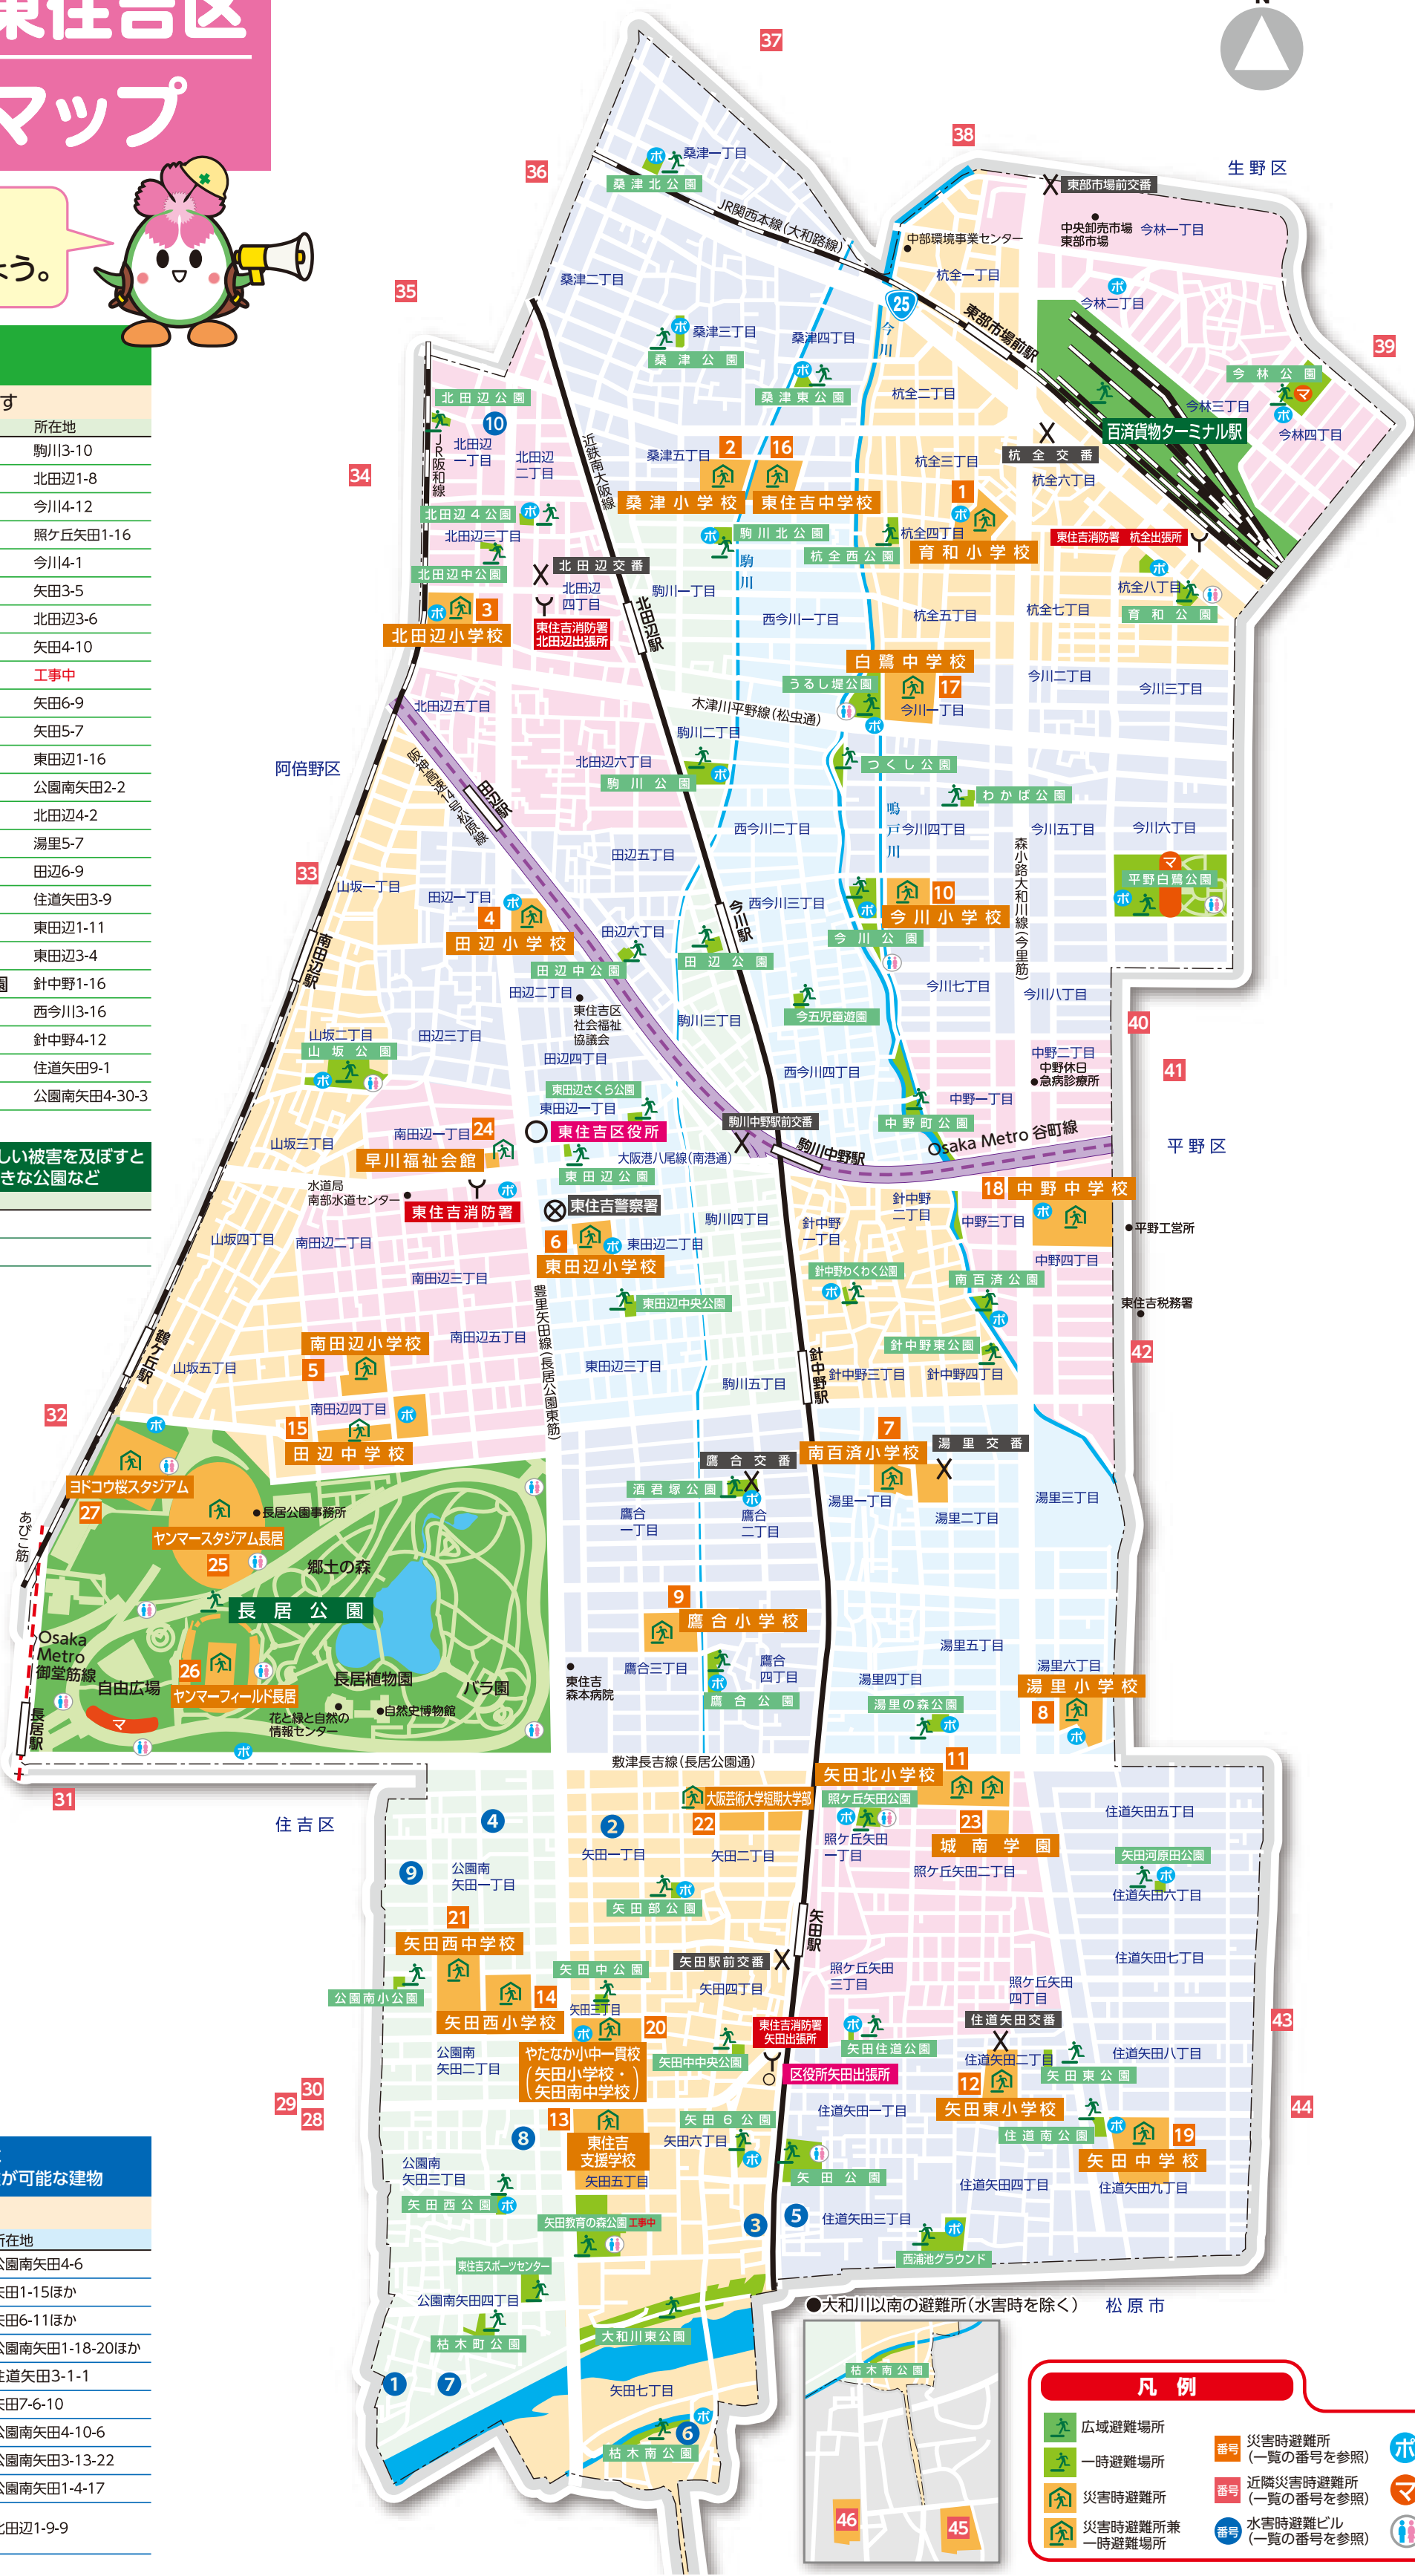 東住吉区
マップ
よう。
N
す
所在地
駒川3-10
北田辺1-8
今川4-12
照ケ丘矢田1-16
今川4-1
矢田3-5
北田辺3-6
矢田4-10
工事中
矢田6-9
矢田5-7
東田辺1-16
公園南矢田2-2
北田辺4-2
湯里5-7
田辺6-9
住道矢田3-9
東田辺1-11
東田辺3-4
園 針中野1-16
西今川3-16
針中野4-12
住道矢田9-1
公園南矢田4-30-3
しい被害を及ぼすと
きな公園など
が可能な建物
所在地
公園南矢田4-6
矢田1-15ほか
矢田6-11ほか
公園南矢田1-18-20ほか
住道矢田3-1-1
矢田7-6-10
公園南矢田4-10-6
公園南矢田3-13-22
公園南矢田1-4-17
北田辺1-9-9
37
38
36
35
39
34
生野区
桑津一丁目
桑津北公園
JR関西本線(大和路線)
東部市場前交番
中央卸売市場
東部市場
今林一丁目
中部環境事業センター
杭全一丁目
桑津二丁目
今林二丁目
25
今川
東部市場前駅
桑津三丁目
桑津公園
桑津四丁目
桑津東公園
杭全二丁目
今林公園
マ
今林三丁目
今林四丁目
百済貨物ターミナル駅
北田辺公園
10
JR阪和線
北田辺
一丁目
北田辺
二丁目
近鉄南大阪線
桑津五丁目
2
16
桑津小学校
東住吉中学校
杭全三丁目
杭全交番
杭全六丁目
1
北田辺4公園
北田辺三丁目
北田辺中公園
駒川北公園
駒川
杭全西公園
杭全四丁目
育和小学校
東住吉消防署 杭全出張所
北田辺交番
北田辺
四丁目
駒川一丁目
杭全八丁目
育和公園
3
北田辺小学校
東住吉消防署
北田辺出張所
北田辺駅
西今川一丁目
杭全五丁目
杭全七丁目
白鷺中学校
17
うるし堤公園
今川一丁目
今川二丁目
今川三丁目
北田辺五丁目
木津川平野線(松虫通)
駒川二丁目
阿倍野区
阪神高速14号松原線
田辺駅
北田辺六丁目
駒川公園
つくし公園
わかば公園
鳴戸川
西今川二丁目
今川四丁目
今川五丁目
今川六丁目
森小路大和川線(今里筋)
マ
平野白鷺公園
33
山坂一丁目
田辺五丁目
田辺一丁目
4
田辺小学校
南田辺駅
田辺六丁目
田辺中公園
今川駅
田辺公園
西今川三丁目
10
今川小学校
今川公園
田辺二丁目
東住吉区
社会福祉
協議会
今五児童遊園
今川七丁目
今川八丁目
山坂二丁目
山坂公園
田辺三丁目
田辺四丁目
駒川三丁目
40
41
西今川四丁目
中野二丁目
中野休日
急病診療所
東田辺さくら公園
東田辺一丁目
中野一丁目
中野町公園
山坂三丁目
南田辺一丁目
24
早川福祉会館
東住吉区役所
駒川中野駅前交番
大阪港八尾線(南港通)
駒川中野駅
Osaka Metro 谷町線
平野区
東田辺公園
水道局
南部水道センター
東住吉消防署
東住吉警察署
18
中野中学校
針中野
二丁目
中野三丁目
平野工営所
山坂四丁目
南田辺二丁目
6
東田辺二丁目
東田辺小学校
駒川四丁目
針中野
一丁目
中野四丁目
南田辺三丁目
針中野わくわく公園
南百済公園
東田辺中央公園
東住吉税務署
豊里矢田線(長居公園東筋)
南田辺小学校
南田辺五丁目
5
針中野東公園
42
鶴ケ丘駅
山坂五丁目
東田辺三丁目
駒川五丁目
針中野駅
針中野三丁目
針中野四丁目
32
南田辺四丁目
15
田辺中学校
7
南百済小学校
湯里交番
鷹合交番
ヨドコウ桜スタジアム
27
酒君塚公園
湯里一丁目
湯里三丁目
長居公園事務所
鷹合
一丁目
鷹合
二丁目
湯里二丁目
あびこ筋
ヤンマースタジアム長居
25
郷土の森
長居公園
9
鷹合小学校
Osaka
Metro
御堂筋線
26
ヤンマーフィールド長居
自由広場
長居植物園
バラ園
湯里五丁目
東住吉
森本病院
鷹合三丁目
鷹合
四丁目
鷹合公園
湯里四丁目
湯里六丁目
湯里小学校
8
湯里の森公園
長居駅
マ
花と緑と自然の
情報センター
自然史博物館
敷津長吉線(長居公園通)
31
住吉区
矢田北小学校
11
大阪芸術大学短期大学部
22
照ケ丘矢田公園
23
城南学園
住道矢田五丁目
4
2
矢田一丁目
矢田二丁目
照ケ丘矢田
一丁目
照ケ丘矢田二丁目
矢田河原田公園
住道矢田六丁目
9
公園南
矢田一丁目
矢田部公園
21
矢田西中学校
矢田駅
住道矢田七丁目
矢田中公園
矢田駅前交番
照ケ丘矢田
三丁目
照ケ丘矢田
四丁目
公園南小公園
14
矢田西小学校
矢田三丁目
矢田四丁目
20
東住吉消防署
矢田出張所
住道矢田交番
43
矢田住道公園
公園南
矢田二丁目
やたなか小中一貫校
(矢田小学校・
矢田南中学校)
矢田中中央公園
区役所矢田出張所
住道矢田二丁目
住道矢田八丁目
矢田東公園
12
矢田東小学校
29
30
28
44
13
東住吉
支援学校
矢田6公園
矢田六丁目
住道矢田一丁目
住道南公園
19
矢田中学校
8
公園南
矢田三丁目
矢田五丁目
矢田公園
住道矢田四丁目
住道矢田九丁目
矢田西公園
矢田教育の森公園工事中
3
5
住道矢田三丁目
西浦池グラウンド
東住吉スポーツセンター
公園南矢田四丁目
枯木町公園
大和川東公園
●大和川以南の避難所(水害時を除く)
松原市
1
7
矢田七丁目
6
枯木南公園
枯木南公園
46
45
凡例
広域避難場所
一時避難場所
災害時避難所
災害時避難所兼
一時避難場所
番号 災害時避難所
(一覧の番号を参照)
番号 近隣災害時避難所
(一覧の番号を参照)
番号 水害時避難ビル
(一覧の番号を参照)
ポ
マ